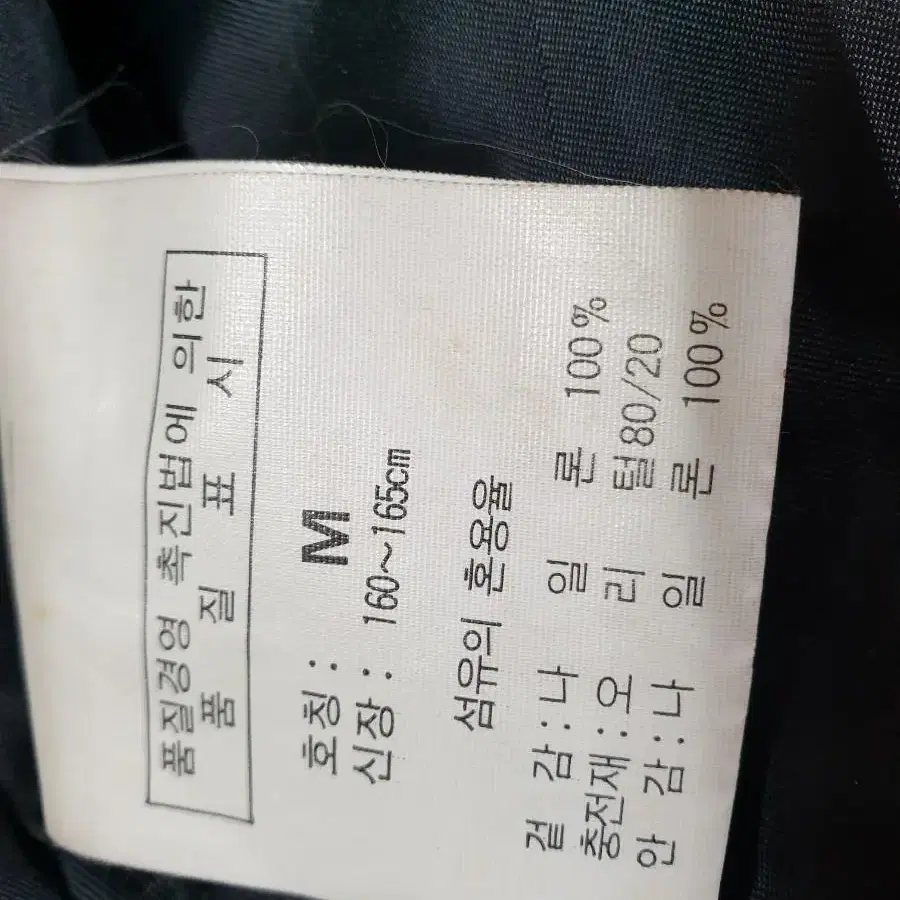 품질경영 촉진법에 의한
품 질 표 시
호칭 : M
신장 : 160~165cm
섬유의 혼용율
겉 감 : 나 일 론 100%
충전재 : 오 리 털80/20
안 감 : 나 일 론 100%